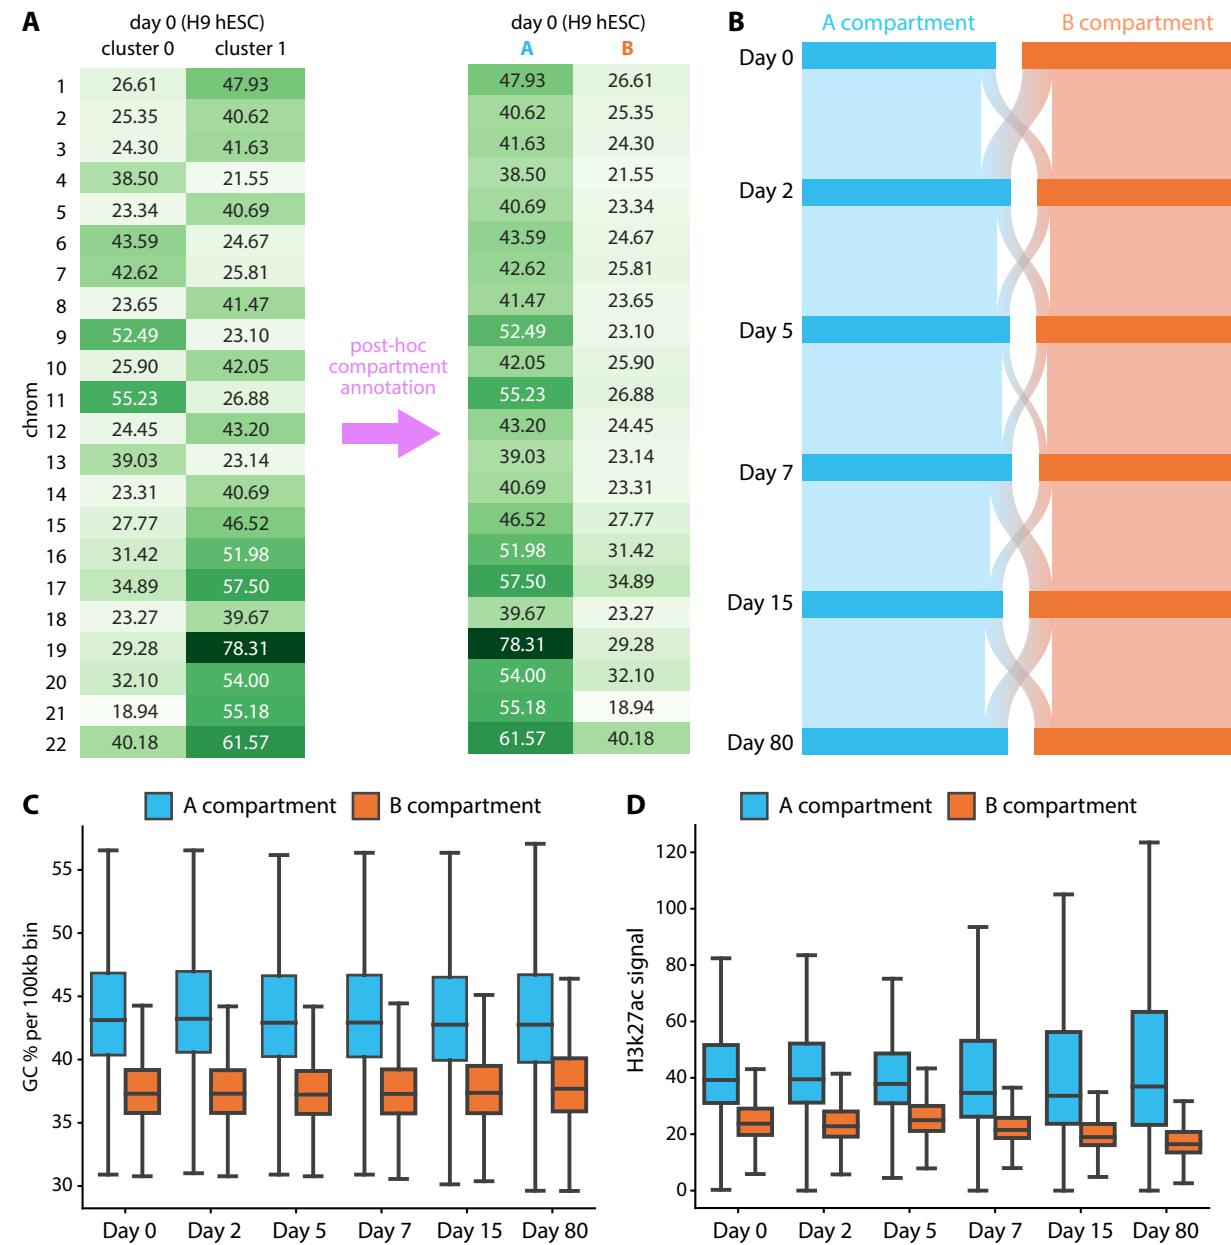 A
day 0 (H9 hESC)
cluster 0 cluster 1
chrom
1 26.61 47.93
2 25.35 40.62
3 24.30 41.63
4 38.50 21.55
5 23.34 40.69
6 43.59 24.67
7 42.62 25.81
8 23.65 41.47
9 52.49 23.10
10 25.90 42.05
11 55.23 26.88
12 24.45 43.20
13 39.03 23.14
14 23.31 40.69
15 27.77 46.52
16 31.42 51.98
17 34.89 57.50
18 23.27 39.67
19 29.28 78.31
20 32.10 54.00
21 18.94 55.18
22 40.18 61.57
post-hoc
compartment
annotation
day 0 (H9 hESC)
A B
47.93 26.61
40.62 25.35
41.63 24.30
38.50 21.55
40.69 23.34
43.59 24.67
42.62 25.81
41.47 23.65
52.49 23.10
42.05 25.90
55.23 26.88
43.20 24.45
39.03 23.14
40.69 23.31
46.52 27.77
51.98 31.42
57.50 34.89
39.67 23.27
78.31 29.28
54.00 32.10
55.18 18.94
61.57 40.18
B
A compartment B compartment
Day 0
Day 2
Day 5
Day 7
Day 15
Day 80
C
A compartment B compartment
GC % per 100kb bin
55
50
45
40
35
30
Day 0 Day 2 Day 5 Day 7 Day 15 Day 80
D
A compartment B compartment
H3k27ac signal
120
100
80
60
40
20
0
Day 0 Day 2 Day 5 Day 7 Day 15 Day 80